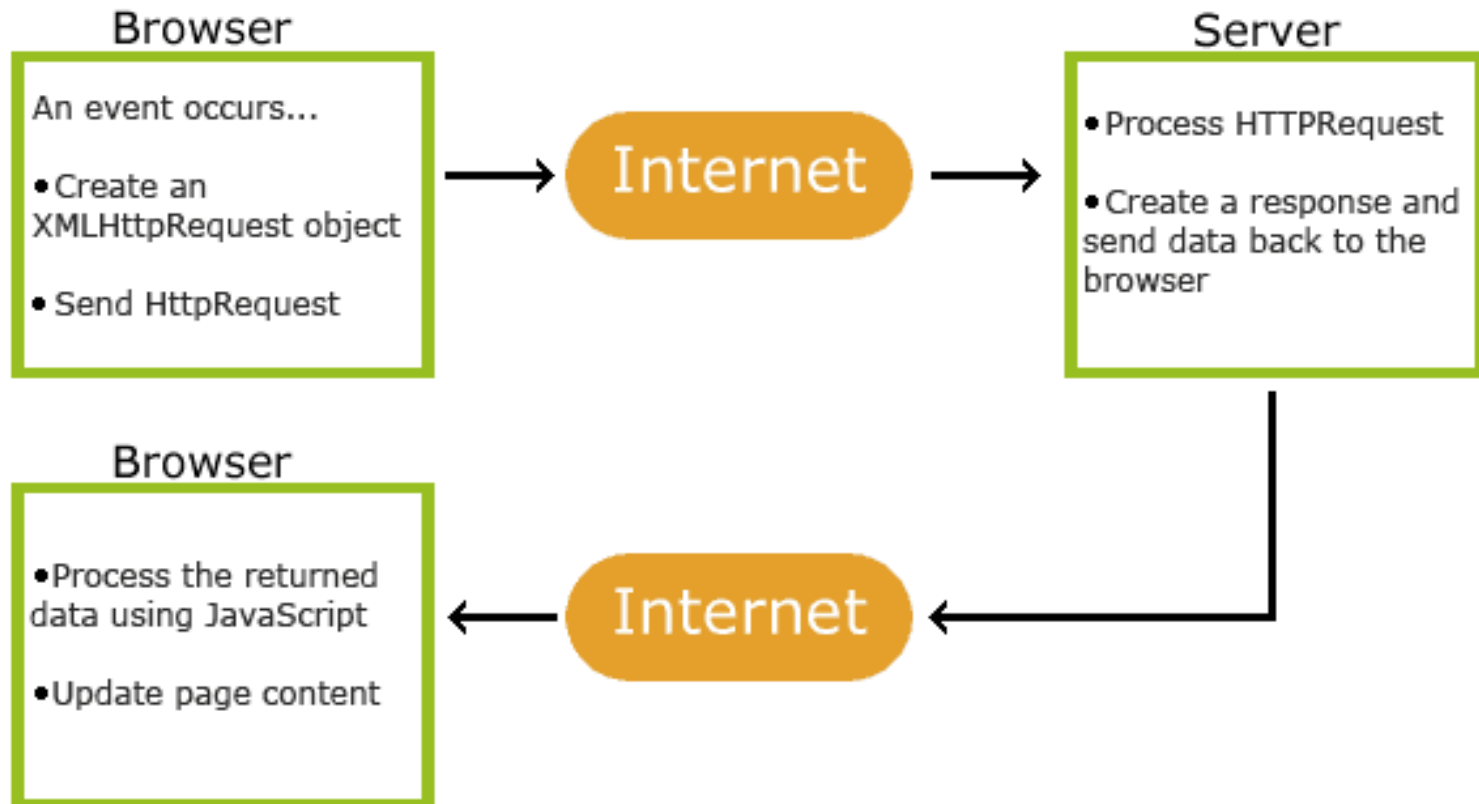 Browser
An event occurs...
•Create an
XMLHttpRequest object
• Send HttpRequest
Internet
Server
•Process HTTPRequest
•Create a response and
send data back to the
browser
Browser
•Process the returned
data using JavaScript
•Update page content
Internet